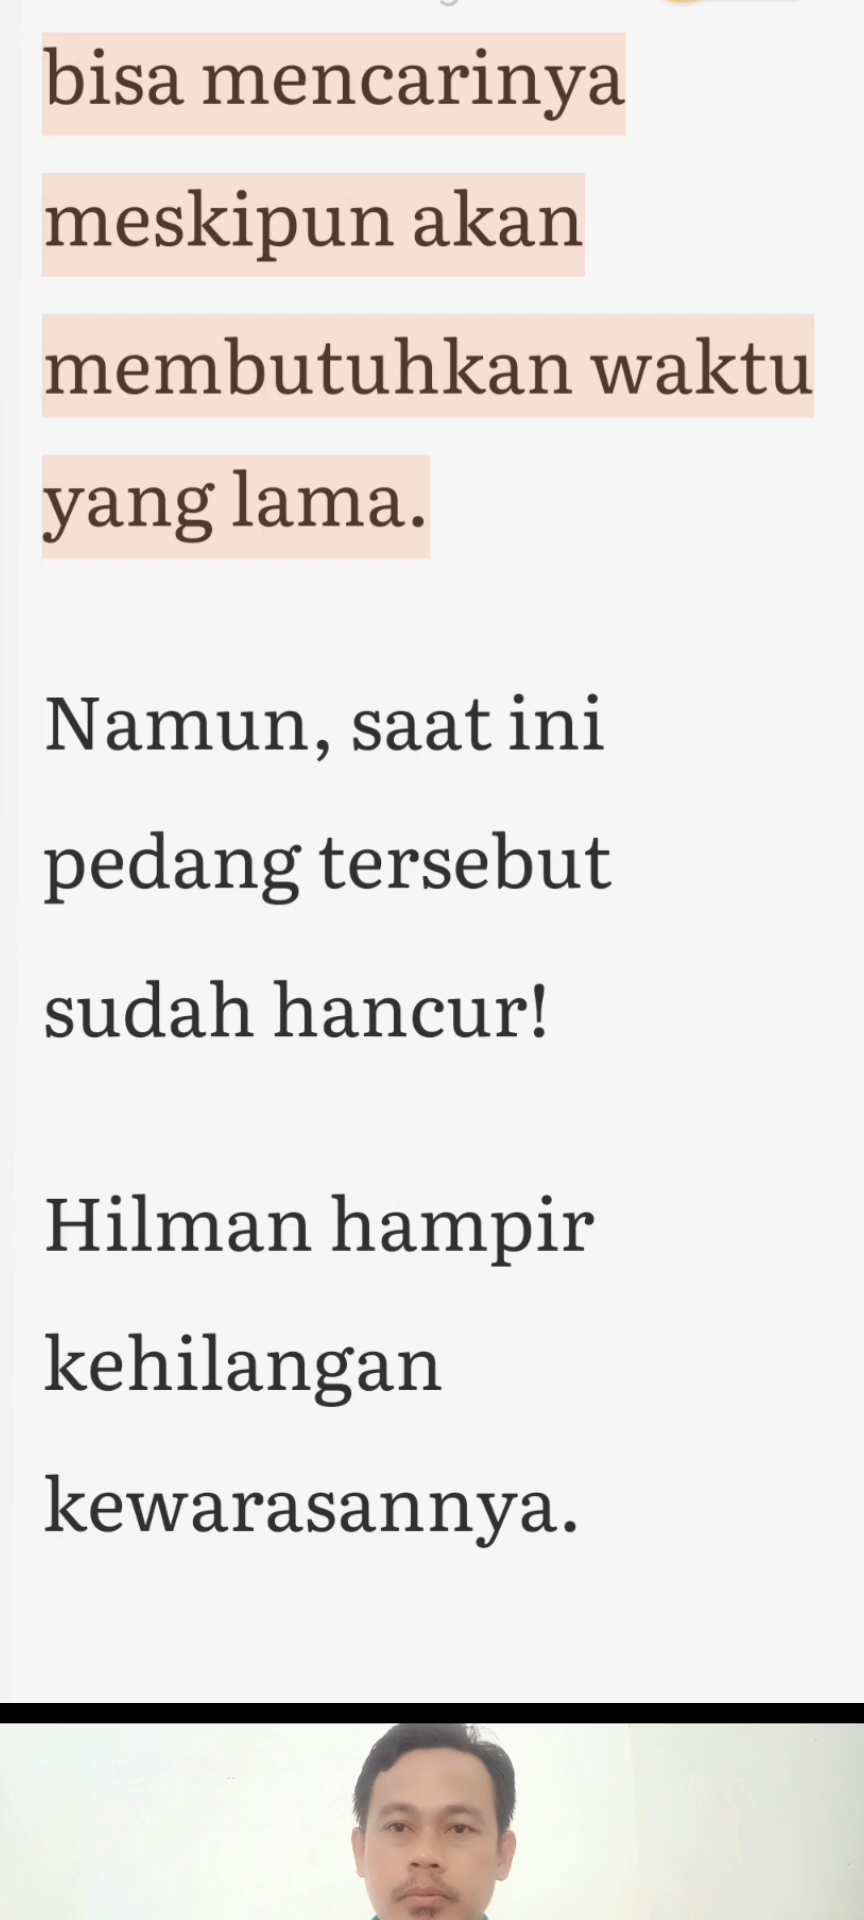 bisa mencarinya
meskipun akan
membutuhkan waktu
yang lama.
Namun, saat ini
pedang tersebut
sudah hancur!
Hilman hampir
kehilangan
kewarasannya.